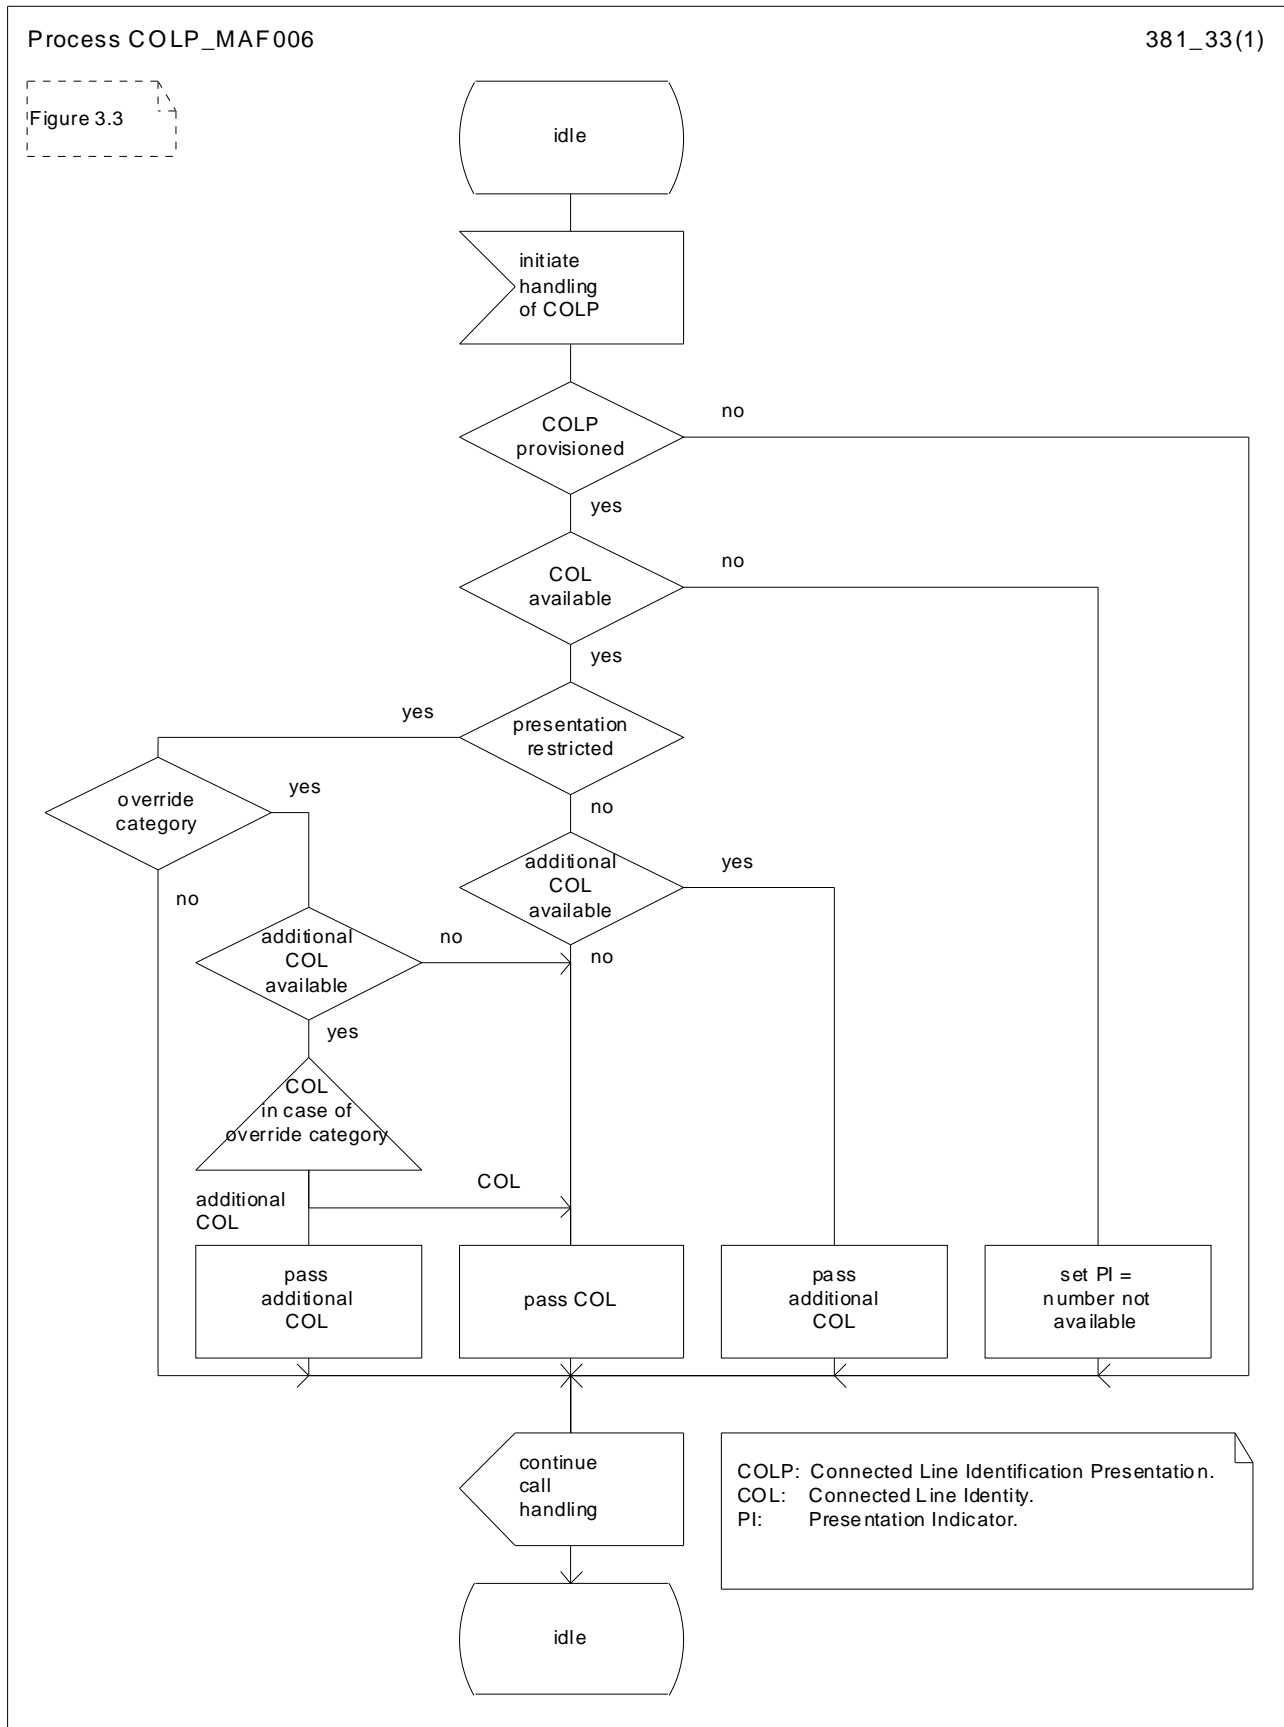 Process COLP_MAF006
381_33(1)
Figure 3.3
idle
initiate
handling
of COLP
COLP
provisioned
no
yes
COL
available
no
yes
presentation
restricted
yes
no
override
category
yes
no
additional
COL
available
yes
no
additional
COL
available
no
yes
COL
in case of
override category
additional
COL
COL
pass
additional
COL
pass COL
pass
additional
COL
set PI =
number not
available
continue
call
handling
COLP: Connected Line Identification Presentation.
COL: Connected Line Identity.
PI: Presentation Indicator.
idle